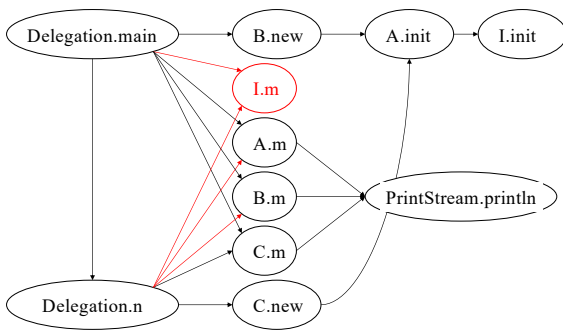 Delegation.main
B.new
A.init
I.init
I.m
A.m
B.m
PrintStream.println
C.m
Delegation.n
C.new